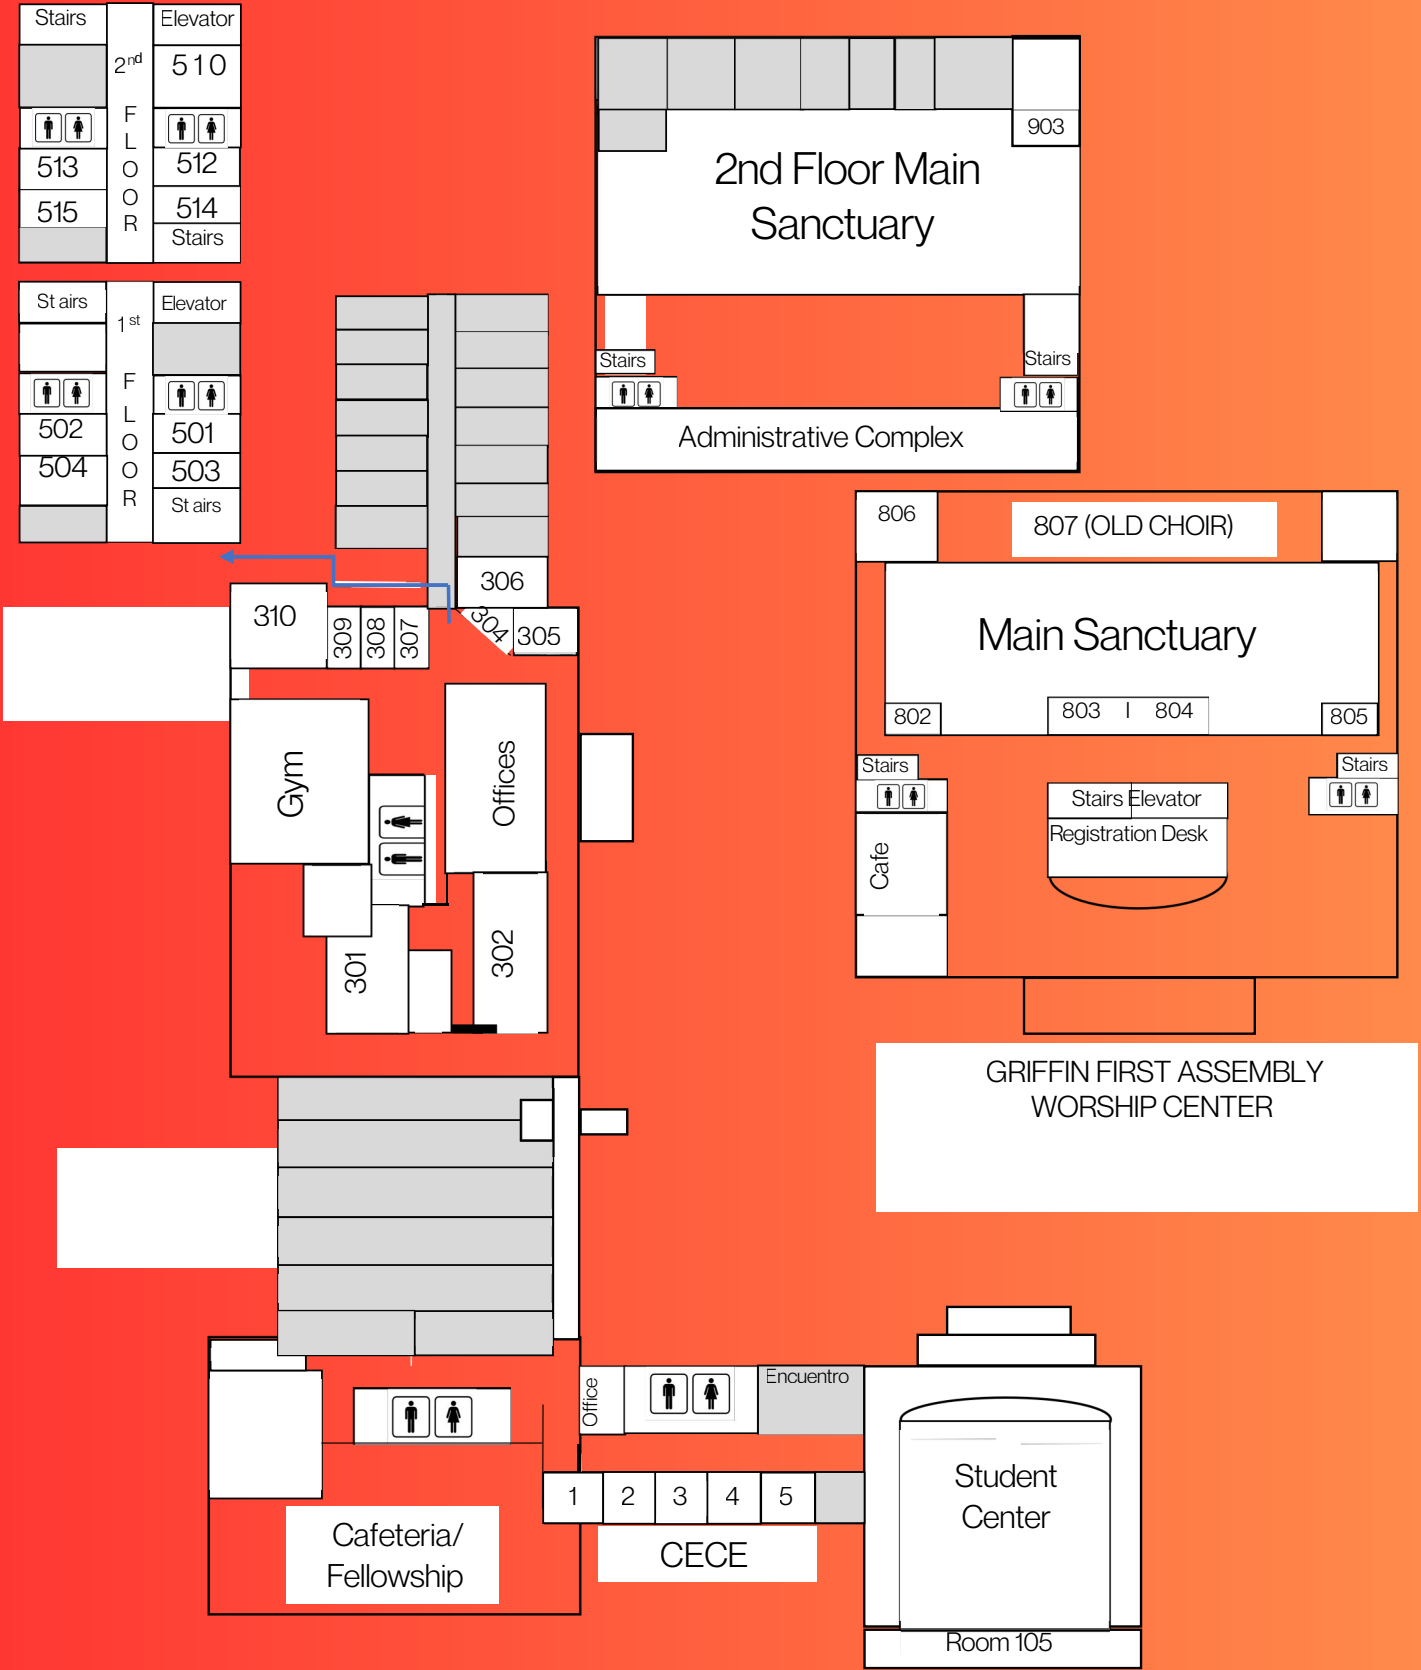 Stairs
Elevator
2nd
FLOOR
510
513
512
515
514
Stairs
St airs
Elevator
1st
FLOOR
502
501
504
503
St airs
903
2nd Floor Main
Sanctuary
Stairs
Stairs
Administrative Complex
306
304
305
310
309
308
307
Gym
Offices
301
302
806
807 (OLD CHOIR)
Main Sanctuary
802
803 I 804
805
Stairs
Stairs
Stairs Elevator
Registration Desk
Cafe
GRIFFIN FIRST ASSEMBLY
WORSHIP CENTER
Office
Encuentro
1 2 3 4 5
CECE
Cafeteria/
Fellowship
Student
Center
Room 105